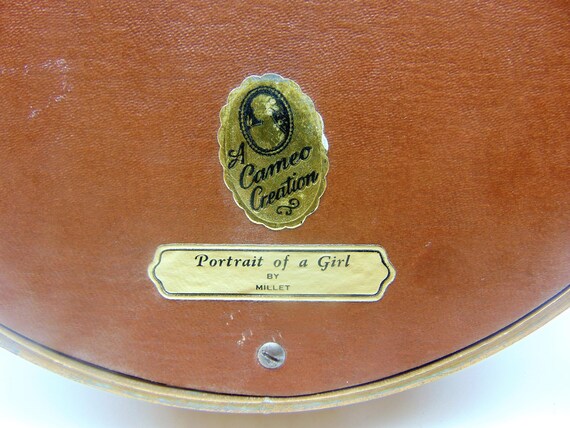 A
Cameo
Creation
Portrait of a Girl
BY
MILLET